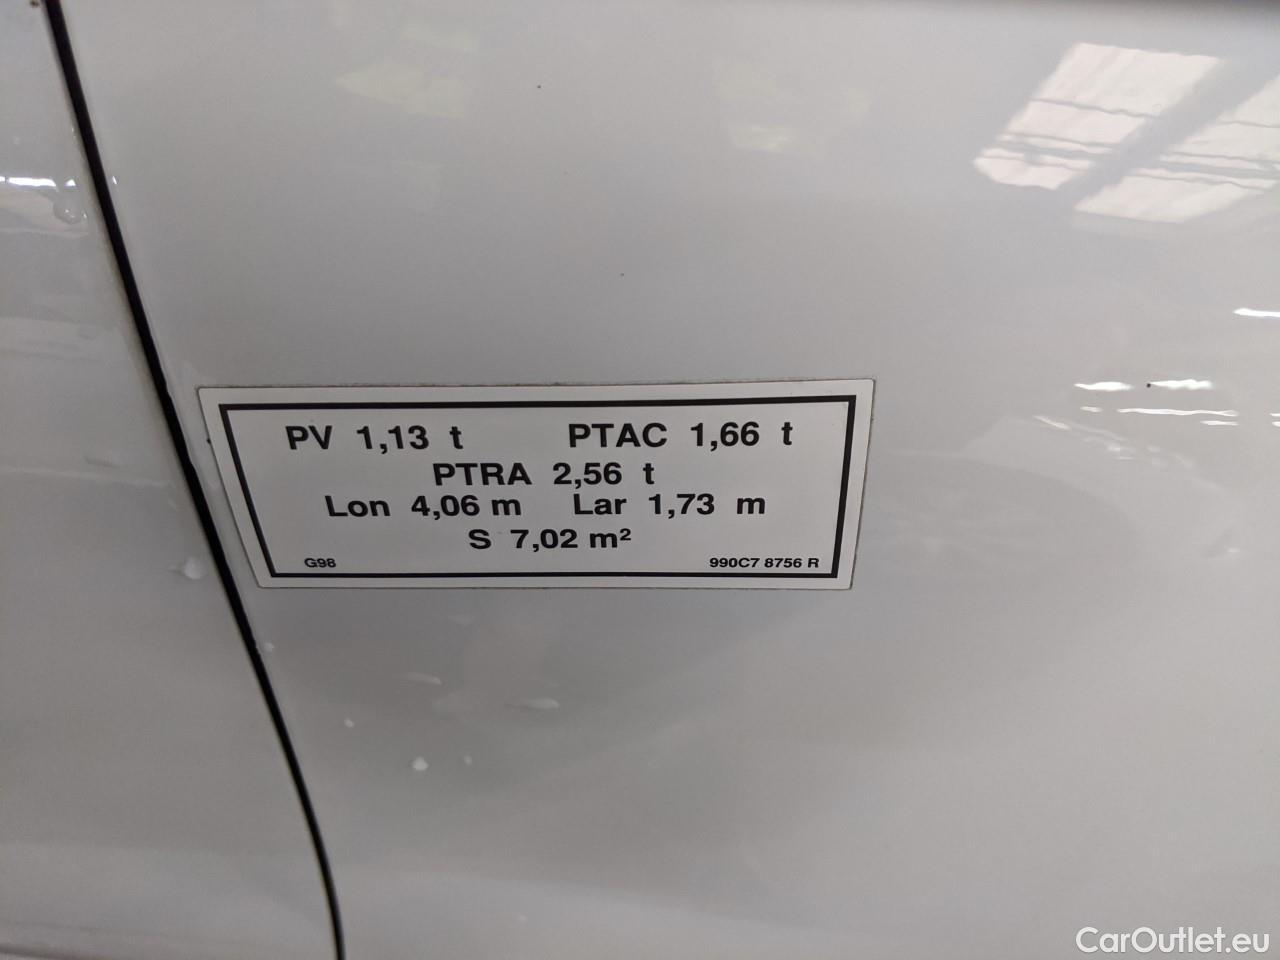 PV 1,13 t PTAC 1,66 t
PTRA 2,56 t
Lon 4,06 m Lar 1,73 m
S 7,02 m²
G98 990C7 8756 R
CarOutlet.eu